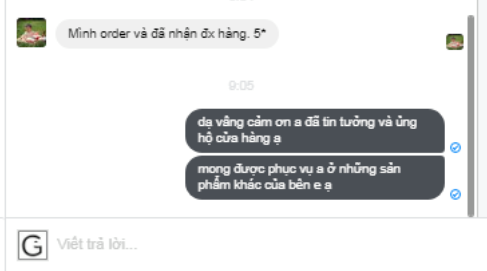 Mình order và đã nhận đx hàng. 5*
9:05
dạ vâng cảm ơn a đã tin tưởng và ủng
hộ cửa hàng ạ
mong được phục vụ a ở những sản
phẩm khác của bên e ạ
G
Viết trả lời...